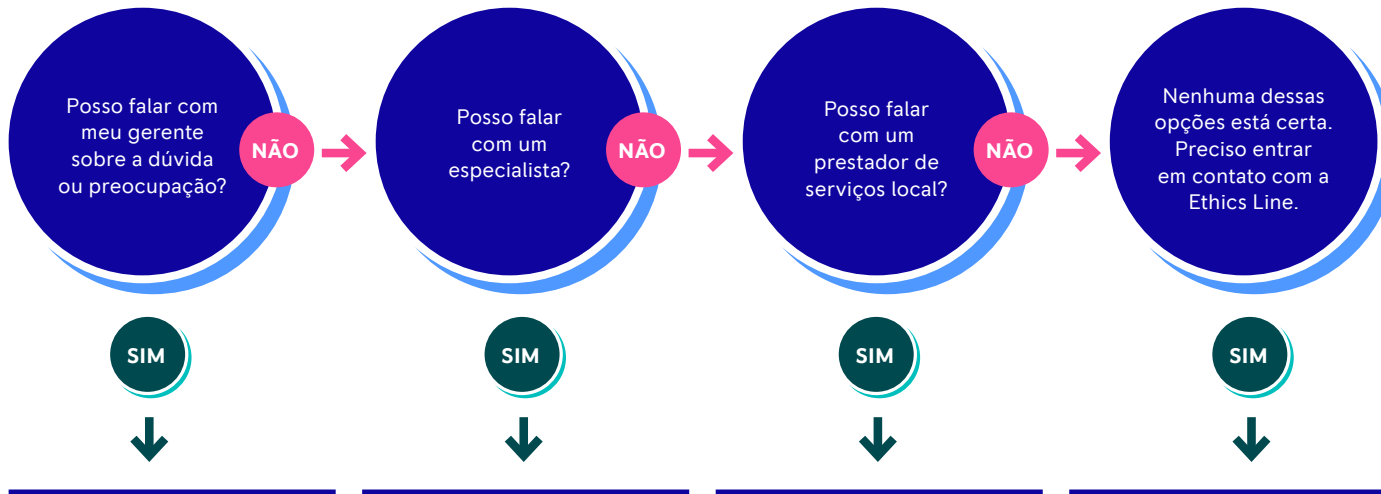 Posso falar com
meu gerente
sobre a dúvida
ou preocupação?
NÃO
Posso falar
com um
especialista?
NÃO
Posso falar
com um
prestador de
serviços local?
NÃO
Nenhuma dessas
opções está certa.
Preciso entrar
em contato com a
Ethics Line.
SIM
SIM
SIM
SIM